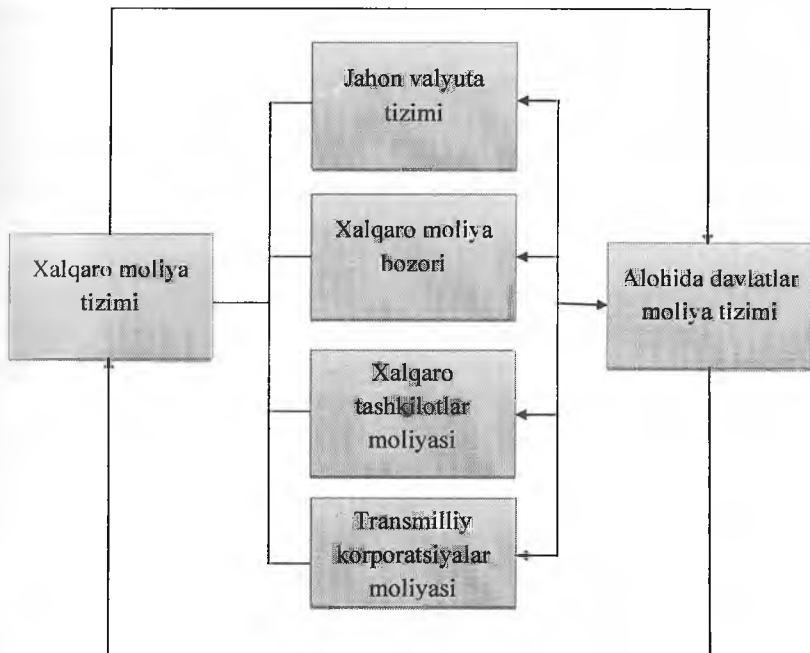 Jahon valyuta
tizimi
Xalqaro moliya
bozori
Xalqaro moliya
tizimi
Alohida davlatlar
moliya tizimi
Xalqaro
tashkilotlar
moliyasi
Transmilliy
korporatsiyalar
moliyasi